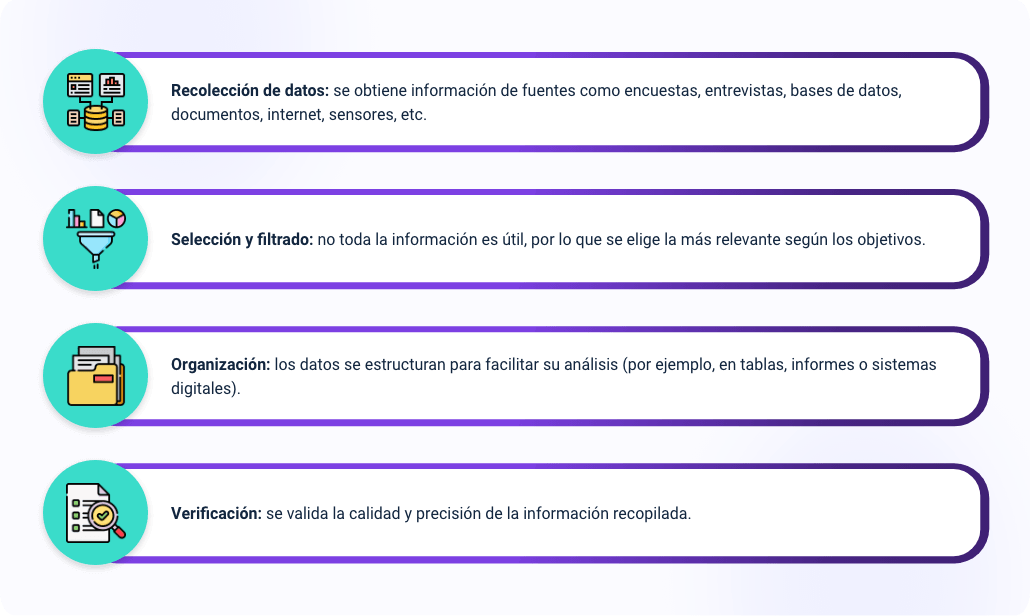 Recolección de datos: se obtiene información de fuentes como encuestas, entrevistas, bases de datos,
documentos, internet, sensores, etc.
Selección y filtrado: no toda la información es útil, por lo que se elige la más relevante según los objetivos.
Organización: los datos se estructuran para facilitar su análisis (por ejemplo, en tablas, informes o sistemas
digitales).
Verificación: se valida la calidad y precisión de la información recopilada.